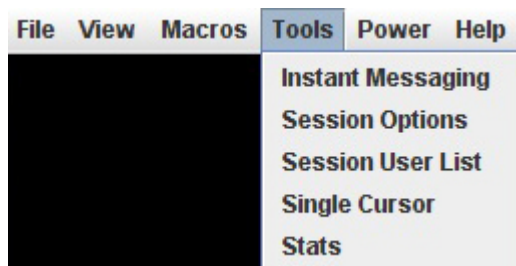 File View Macros Tools Power Help
Instant Messaging
Session Options
Session User List
Single Cursor
Stats